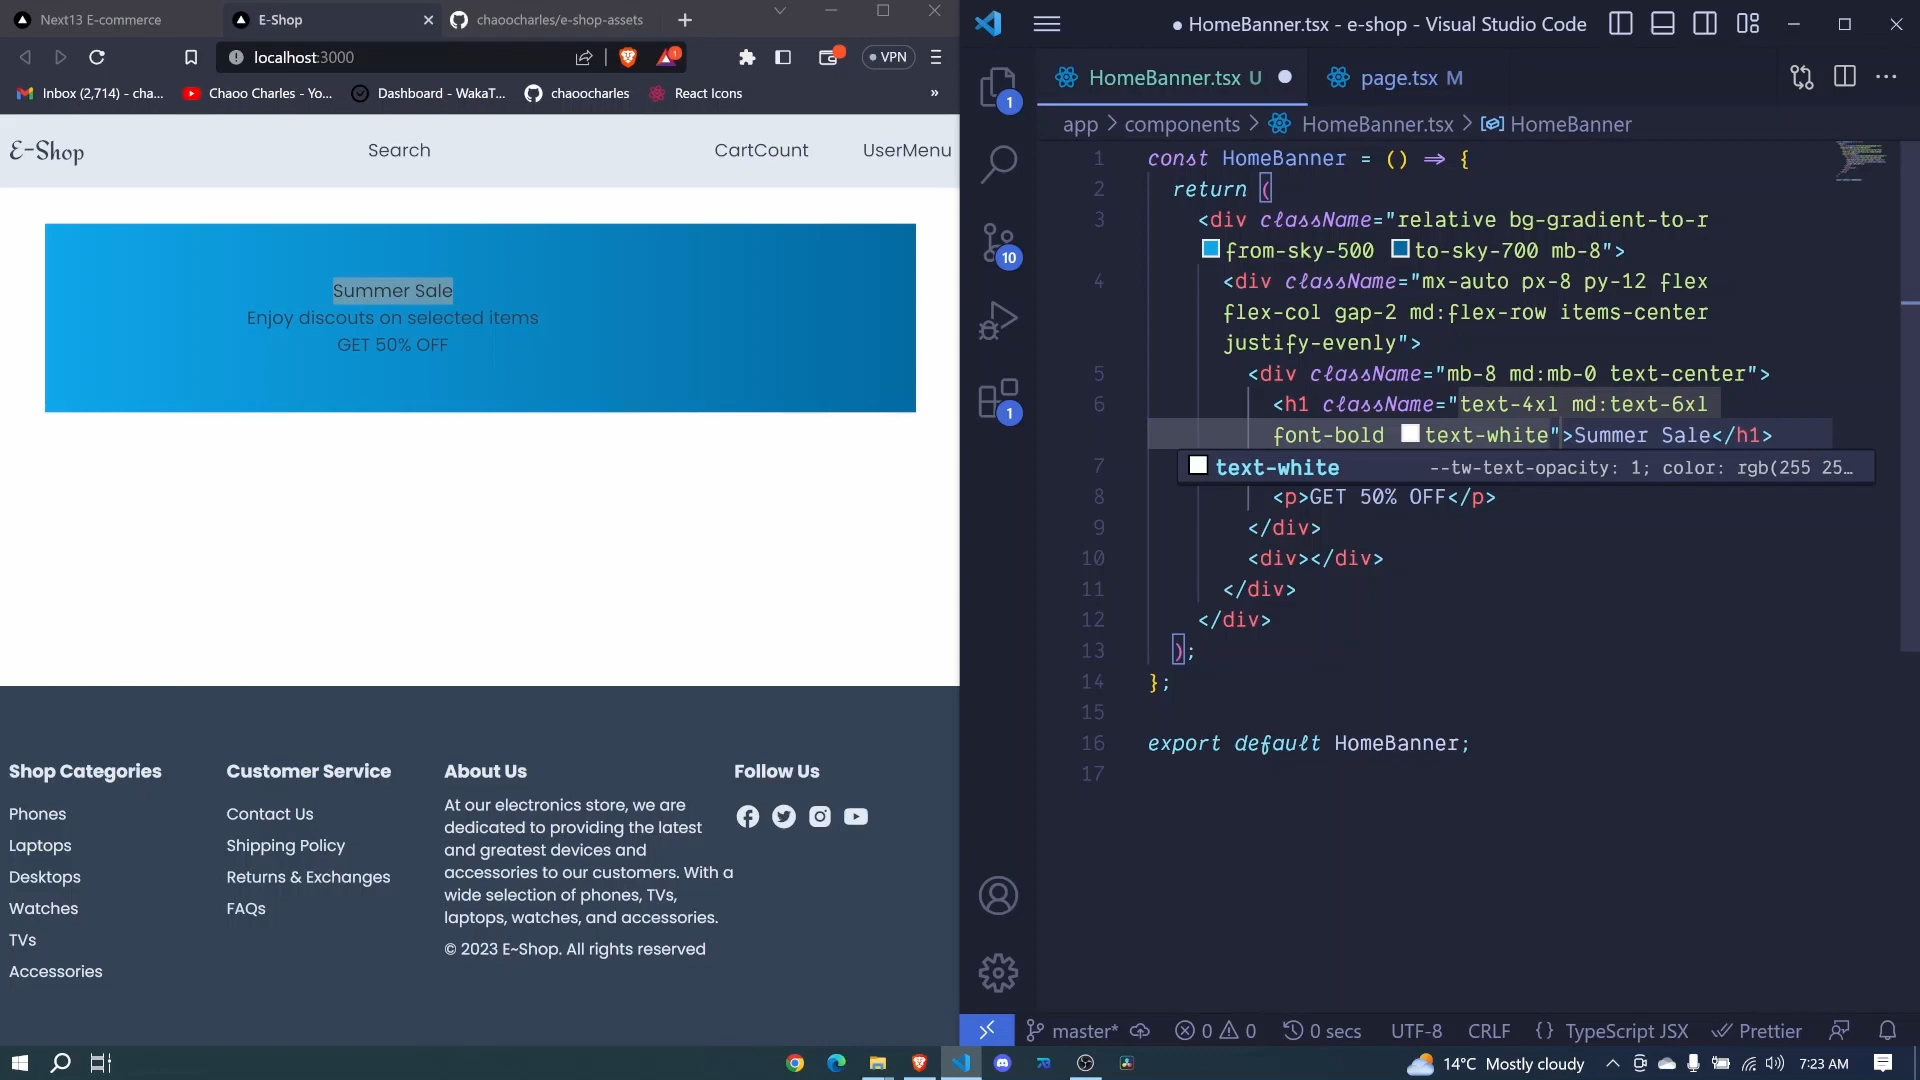 Next13 E-commerce
E-Shop
chaoocharles/e-shop-assets
localhost:3000
1
VPN
Inbox (2,714) - cha...
Chaoo Charles - Yo...
Dashboard - WakaT...
chaoocharles
React Icons
»
E-Shop
Search
CartCount
UserMenu
Summer Sale
Enjoy discouts on selected items
GET 50% OFF
Shop Categories
Phones
Laptops
Desktops
Watches
TVs
Accessories
Customer Service
Contact Us
Shipping Policy
Returns & Exchanges
FAQs
About Us
At our electronics store, we are
dedicated to providing the latest
and greatest devices and
accessories to our customers. With a
wide selection of phones, TVs,
laptops, watches, and accessories.
© 2023 E~Shop. All rights reserved
Follow Us
● HomeBanner.tsx - e-shop - Visual Studio Code
HomeBanner.tsx U
page.tsx M
app > components > HomeBanner.tsx > HomeBanner
1
10
1
1 const HomeBanner = () => {
2 return (
3 <div className="relative bg-gradient-to-r
from-sky-500 to-sky-700 mb-8">
4 <div className="mx-auto px-8 py-12 flex
flex-col gap-2 md:flex-row items-center
justify-evenly">
5 <div className="mb-8 md:mb-0 text-center">
6 <h1 className="text-4xl md:text-6xl
font-bold text-white">Summer Sale</h1>
7
text-white --tw-text-opacity: 1; color: rgb(255 25…
8 <p>GET 50% OFF</p>
9 </div>
10 <div></div>
11 </div>
12 </div>
13 );
14 };
15
16 export default HomeBanner;
17
master*
0
0
0 secs
UTF-8
CRLF
{ } TypeScript JSX
Prettier
14°C Mostly cloudy
7:23 AM